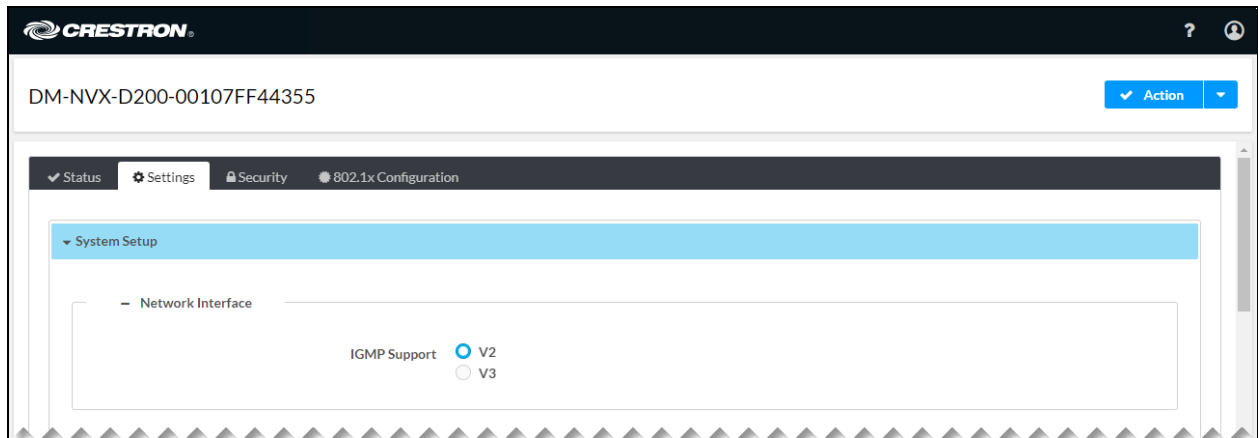 CRESTRON®
?
DM-NVX-D200-00107FF44355
Action
Status Settings Security 802.1x Configuration
System Setup
– Network Interface
IGMP Support V2
V3